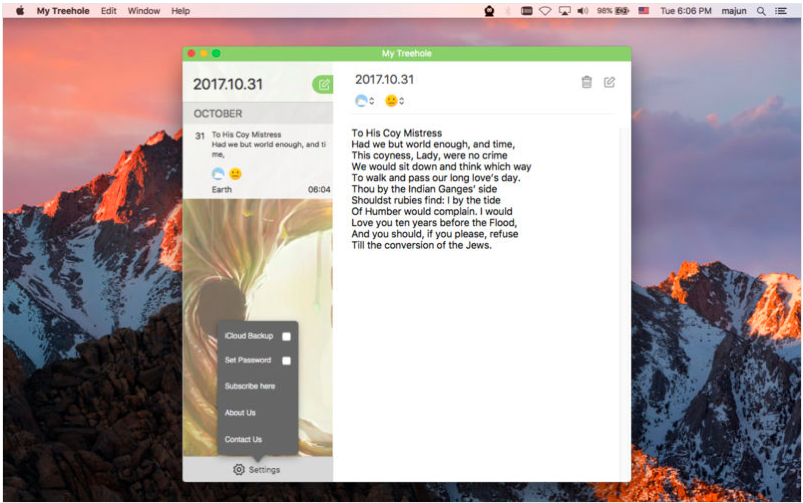 My Treehole Edit Window Help 98% Tue 6:06 PM majun
My Treehole
2017.10.31
OCTOBER
31 To His Coy Mistress
Had we but world enough, and ti
me,
Earth 06:04
iCloud Backup
Set Password
Subscribe here
About Us
Contact Us
Settings
2017.10.31
To His Coy Mistress
Had we but world enough, and time,
This coyness, Lady, were no crime
We would sit down and think which way
To walk and pass our long love's day.
Thou by the Indian Ganges' side
Shouldst rubies find: I by the tide
Of Humber would complain. I would
Love you ten years before the Flood,
And you should, if you please, refuse
Till the conversion of the Jews.